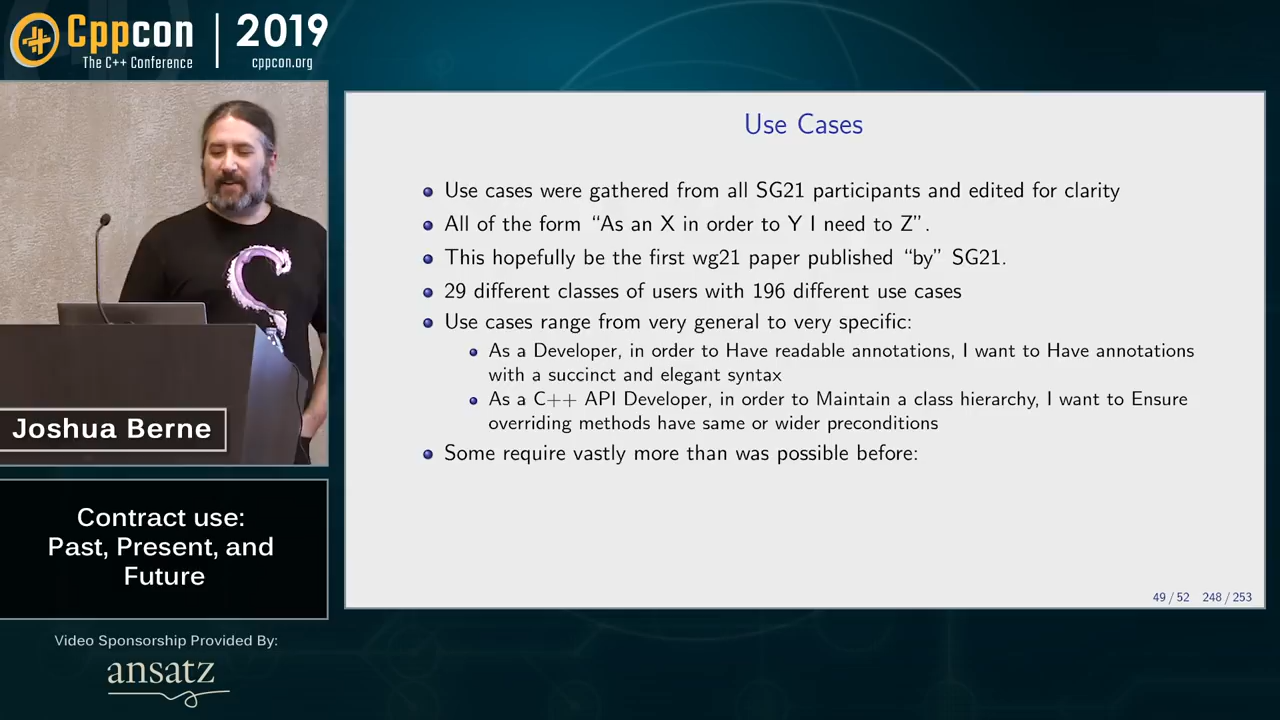 Cppcon | 2019
The C++ Conference
cppcon.org
Joshua Berne
Contract use:
Past, Present, and
Future
Video Sponsorship Provided By:
ansatz
Use Cases
Use cases were gathered from all SG21 participants and edited for clarity
All of the form “As an X in order to Y I need to Z”.
This hopefully be the first wg21 paper published “by” SG21.
29 different classes of users with 196 different use cases
Use cases range from very general to very specific:
As a Developer, in order to Have readable annotations, I want to Have annotations
with a succinct and elegant syntax
As a C++ API Developer, in order to Maintain a class hierarchy, I want to Ensure
overriding methods have same or wider preconditions
Some require vastly more than was possible before:
49 / 52 248 / 253